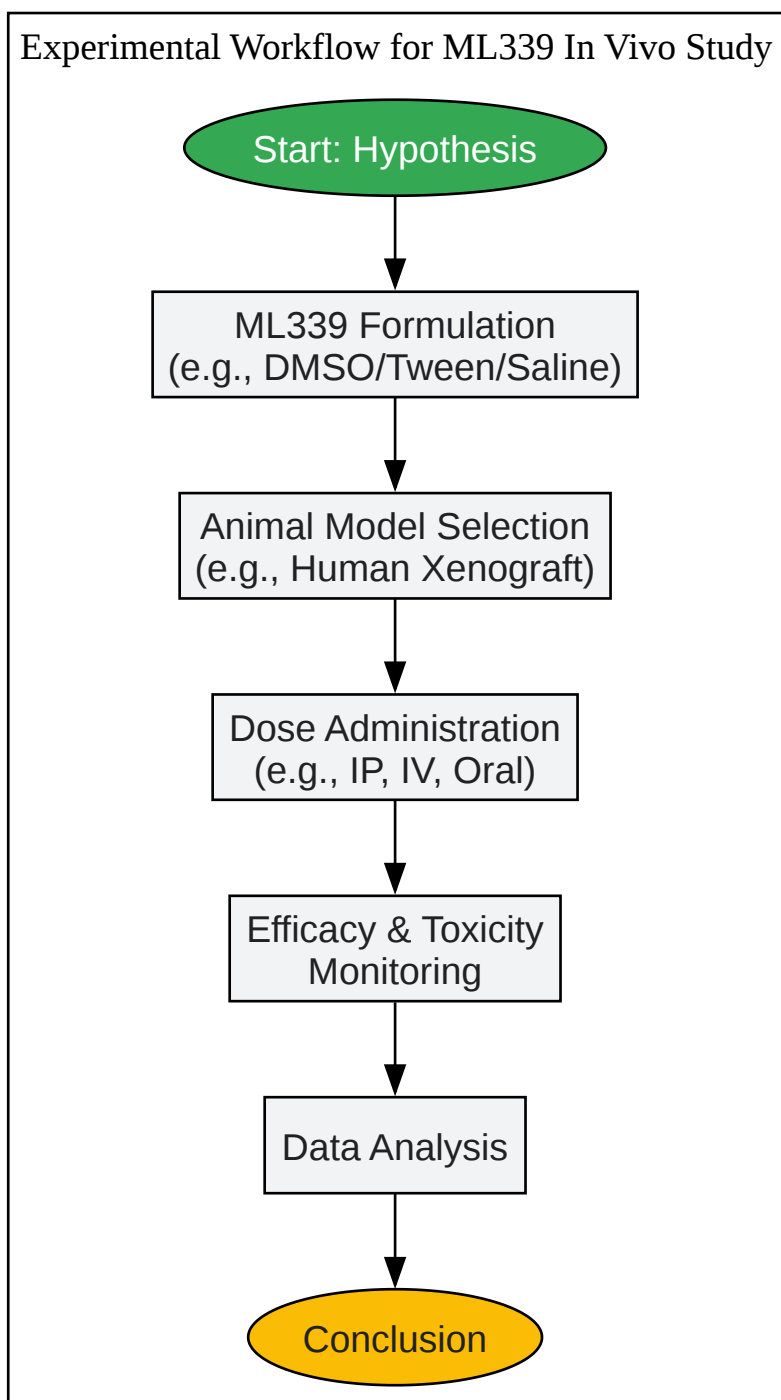 Experimental Workflow for ML339 In Vivo Study
Start: Hypothesis
ML339 Formulation
(e.g., DMSO/Tween/Saline)
Animal Model Selection
(e.g., Human Xenograft)
Dose Administration
(e.g., IP, IV, Oral)
Efficacy & Toxicity
Monitoring
Data Analysis
Conclusion